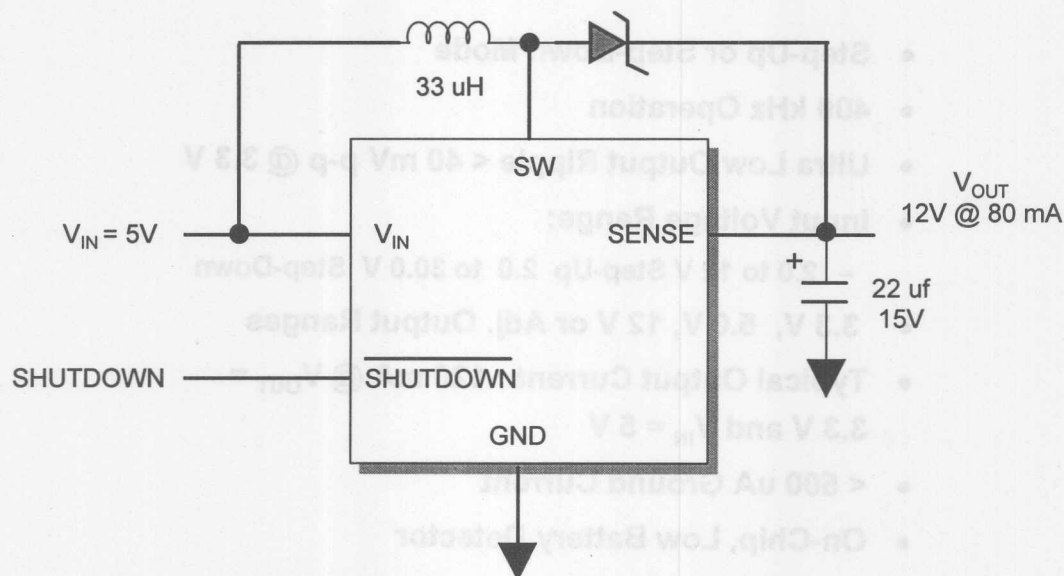 33 uH
SW
V_OUT
12V @ 80 mA
V_IN = 5V
V_IN
SENSE
+
22 uf
15V
SHUTDOWN
SHUTDOWN
GND
• Step-Up or Step-Down Mode
• 400 kHz Operation
• Ultra Low Output Ripple < 40 mV p-p @ 3.3 V
• Input Voltage Range:
– 2.0 to 12 V Step-Up 2.0 to 30.0 V Step-Down
• 3.3 V, 5.0 V, 12 V or Adj. Output Ranges
• Typical Output Current @ V_OUT =
3.3 V and V_IN = 5 V
• < 500 uA Ground Current
• On-Chip, Low Battery Detector